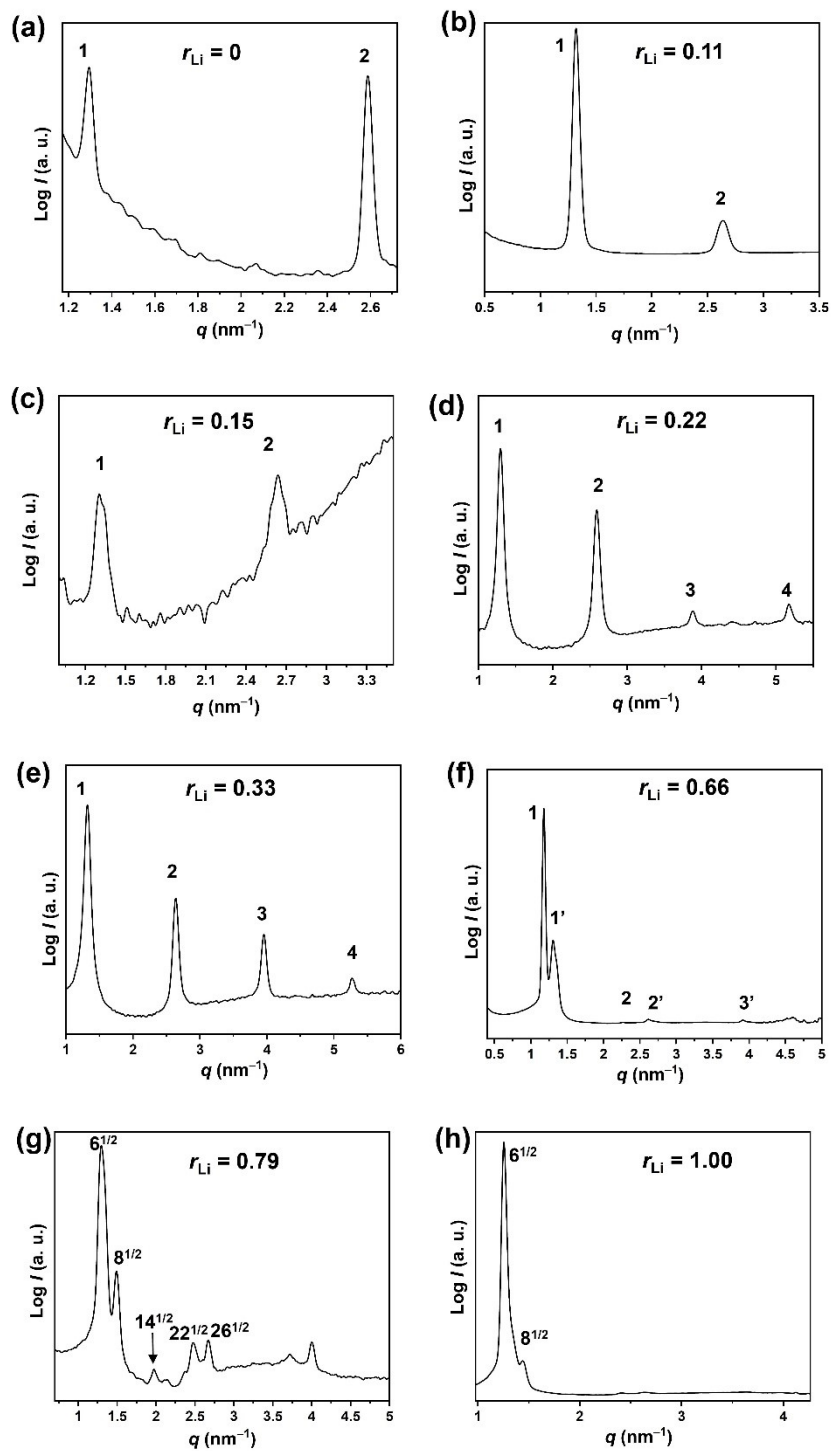 (a)
r_Li = 0
1
2
Log I (a. u.)
1.2 1.4 1.6 1.8 2 2.2 2.4 2.6
q (nm⁻¹)
(b)
r_Li = 0.11
1
2
Log I (a. u.)
0.5 1 1.5 2 2.5 3 3.5
q (nm⁻¹)
(c)
r_Li = 0.15
1
2
Log I (a. u.)
1.2 1.5 1.8 2.1 2.4 2.7 3 3.3
q (nm⁻¹)
(d)
r_Li = 0.22
1
2
3
4
Log I (a. u.)
1 2 3 4 5
q (nm⁻¹)
(e)
r_Li = 0.33
1
2
3
4
Log I (a. u.)
1 2 3 4 5 6
q (nm⁻¹)
(f)
r_Li = 0.66
1
1’
2
2’
3’
Log I (a. u.)
0.5 1 1.5 2 2.5 3 3.5 4 4.5 5
q (nm⁻¹)
(g)
r_Li = 0.79
6^1/2
8^1/2
14^1/2
22^1/2
26^1/2
Log I (a. u.)
1 1.5 2 2.5 3 3.5 4 4.5 5
q (nm⁻¹)
(h)
r_Li = 1.00
6^1/2
8^1/2
Log I (a. u.)
1 2 3 4
q (nm⁻¹)